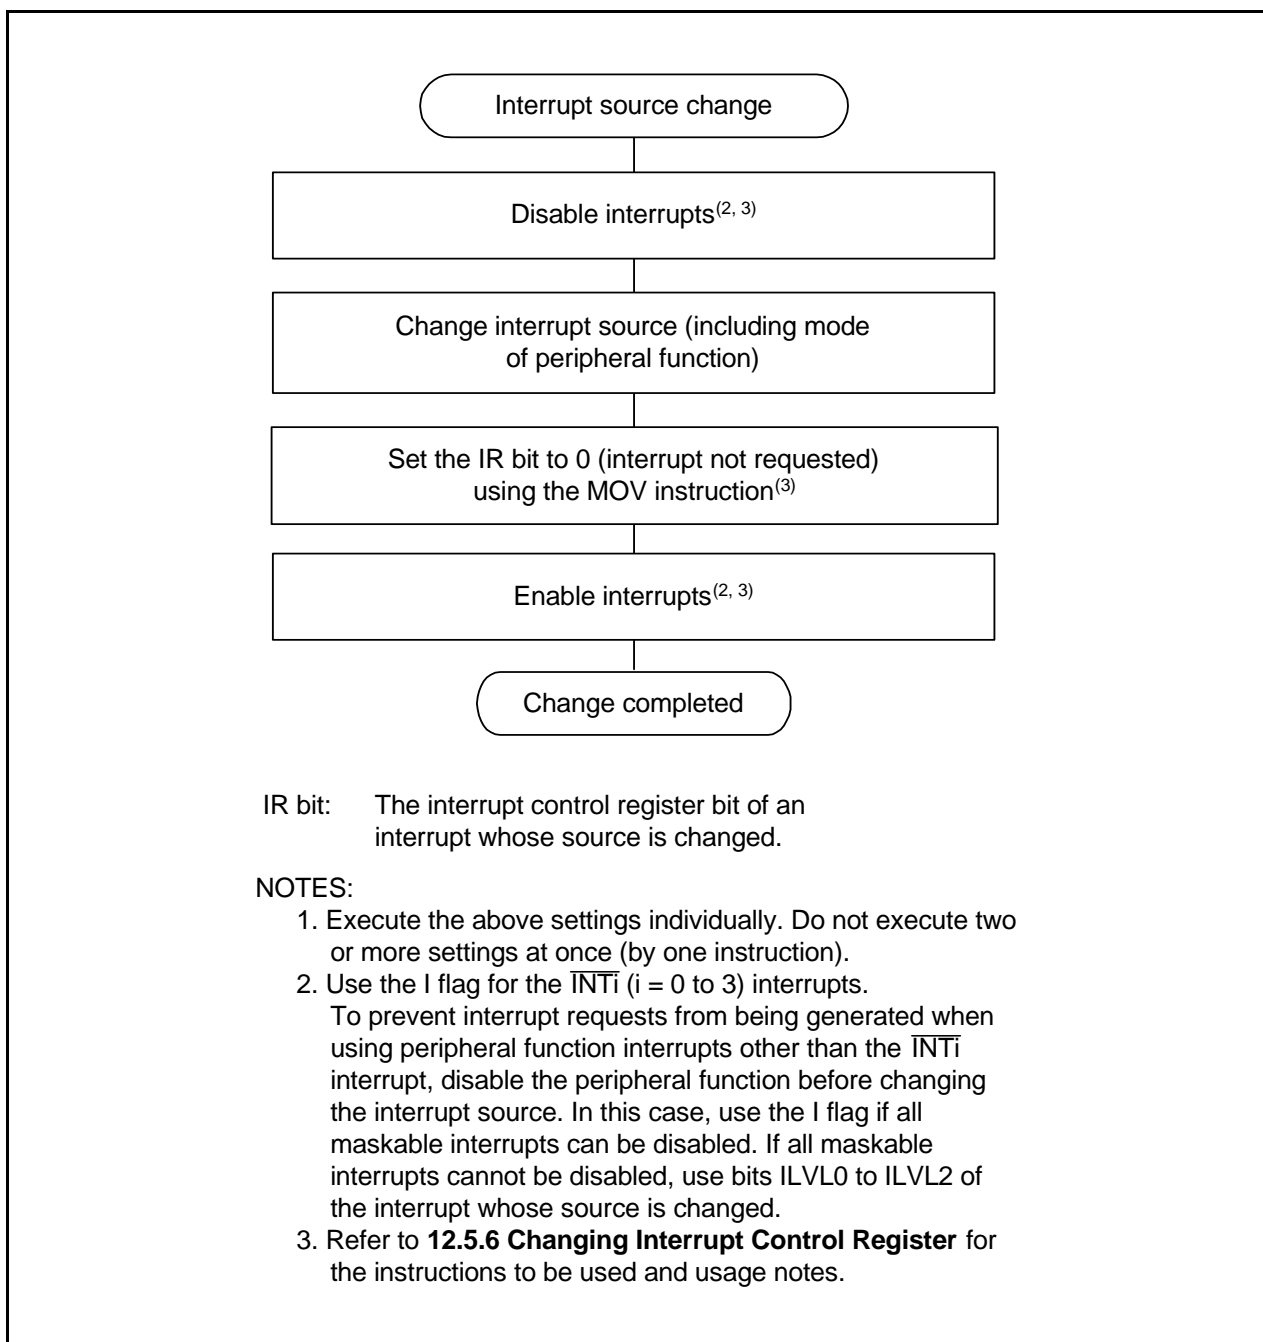 Interrupt source change
Disable interrupts(2, 3)
Change interrupt source (including mode
of peripheral function)
Set the IR bit to 0 (interrupt not requested)
using the MOV instruction(3)
Enable interrupts(2, 3)
Change completed
IR bit: The interrupt control register bit of an
interrupt whose source is changed.
NOTES:
1. Execute the above settings individually. Do not execute two
or more settings at once (by one instruction).
2. Use the I flag for the INTi (i = 0 to 3) interrupts.
To prevent interrupt requests from being generated when
using peripheral function interrupts other than the INTi
interrupt, disable the peripheral function before changing
the interrupt source. In this case, use the I flag if all
maskable interrupts can be disabled. If all maskable
interrupts cannot be disabled, use bits ILVL0 to ILVL2 of
the interrupt whose source is changed.
3. Refer to 12.5.6 Changing Interrupt Control Register for
the instructions to be used and usage notes.